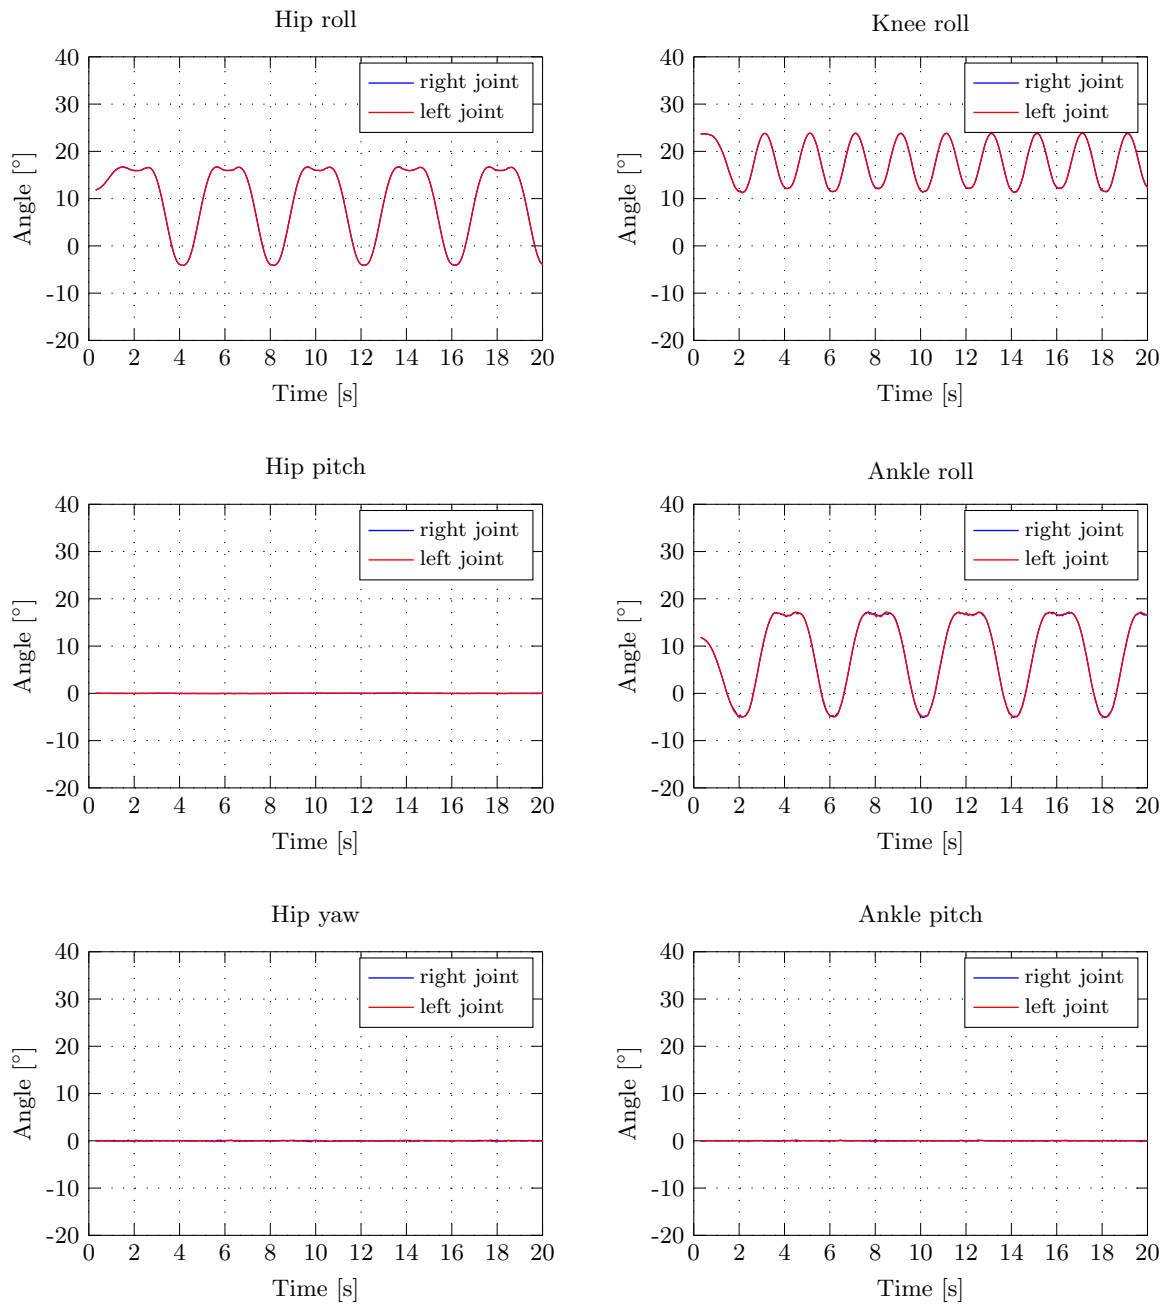 Hip roll
40
30
20
10
0
-10
-20
Angle [°]
right joint
left joint
0 2 4 6 8 10 12 14 16 18 20
Time [s]
Knee roll
40
30
20
10
0
-10
-20
Angle [°]
right joint
left joint
0 2 4 6 8 10 12 14 16 18 20
Time [s]
Hip pitch
40
30
20
10
0
-10
-20
Angle [°]
right joint
left joint
0 2 4 6 8 10 12 14 16 18 20
Time [s]
Ankle roll
40
30
20
10
0
-10
-20
Angle [°]
right joint
left joint
0 2 4 6 8 10 12 14 16 18 20
Time [s]
Hip yaw
40
30
20
10
0
-10
-20
Angle [°]
right joint
left joint
0 2 4 6 8 10 12 14 16 18 20
Time [s]
Ankle pitch
40
30
20
10
0
-10
-20
Angle [°]
right joint
left joint
0 2 4 6 8 10 12 14 16 18 20
Time [s]